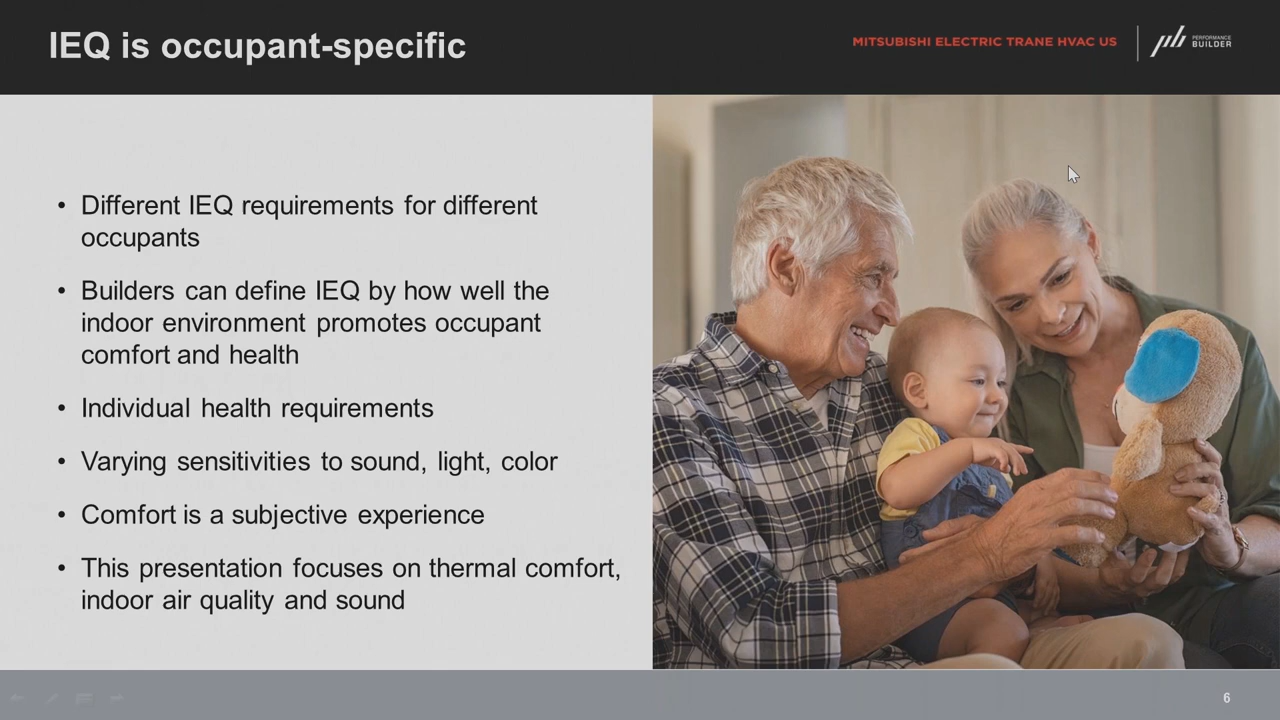 IEQ is occupant-specific
MITSUBISHI ELECTRIC TRANE HVAC US
pb PERFORMANCE
BUILDER
• Different IEQ requirements for different
occupants
• Builders can define IEQ by how well the
indoor environment promotes occupant
comfort and health
• Individual health requirements
• Varying sensitivities to sound, light, color
• Comfort is a subjective experience
• This presentation focuses on thermal comfort,
indoor air quality and sound
6